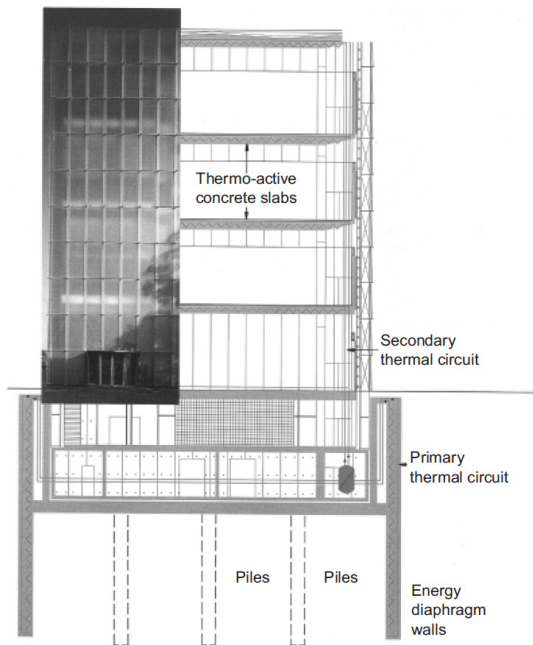 Thermo-active
concrete slabs
Secondary
thermal circuit
Primary
thermal circuit
Piles Piles
Energy
diaphragm
walls